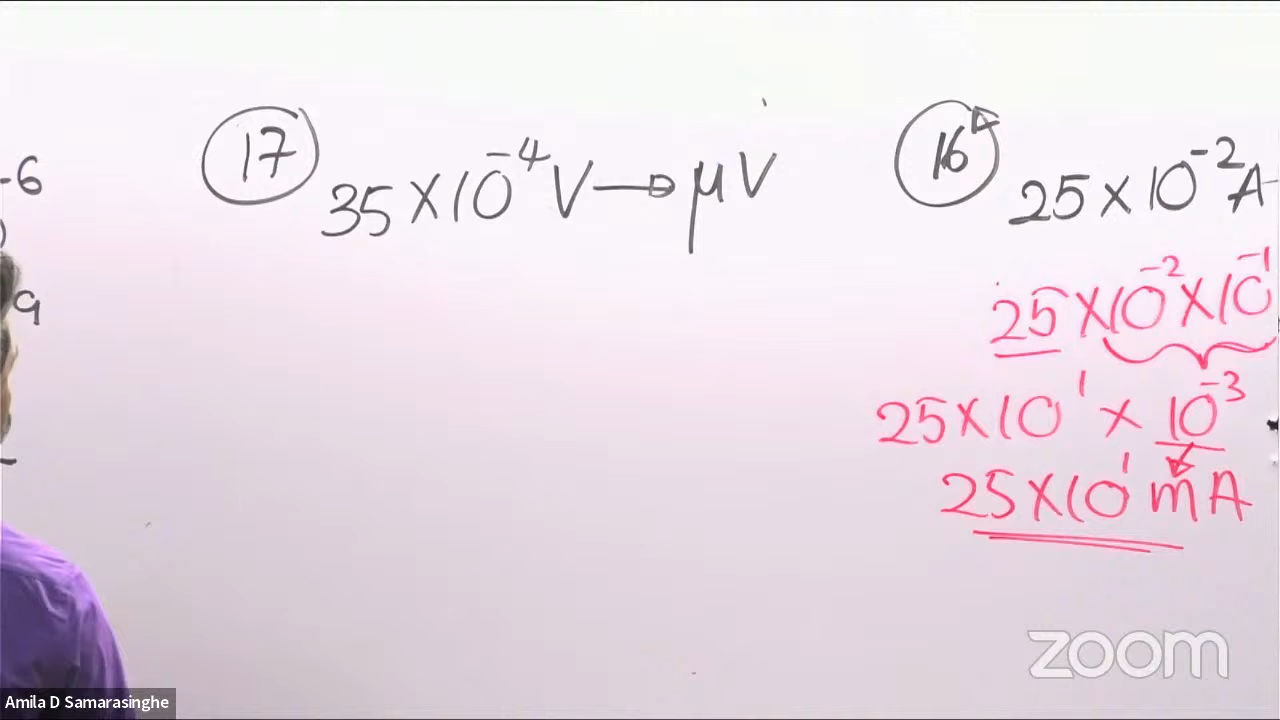 -6
9
17
35 × 10⁻⁴ V → μV
16
25 × 10⁻² A
25 × 10⁻² × 10⁻¹
25 × 10¹ × 10⁻³
25 × 10¹ mA
zoom
Amila D Samarasinghe